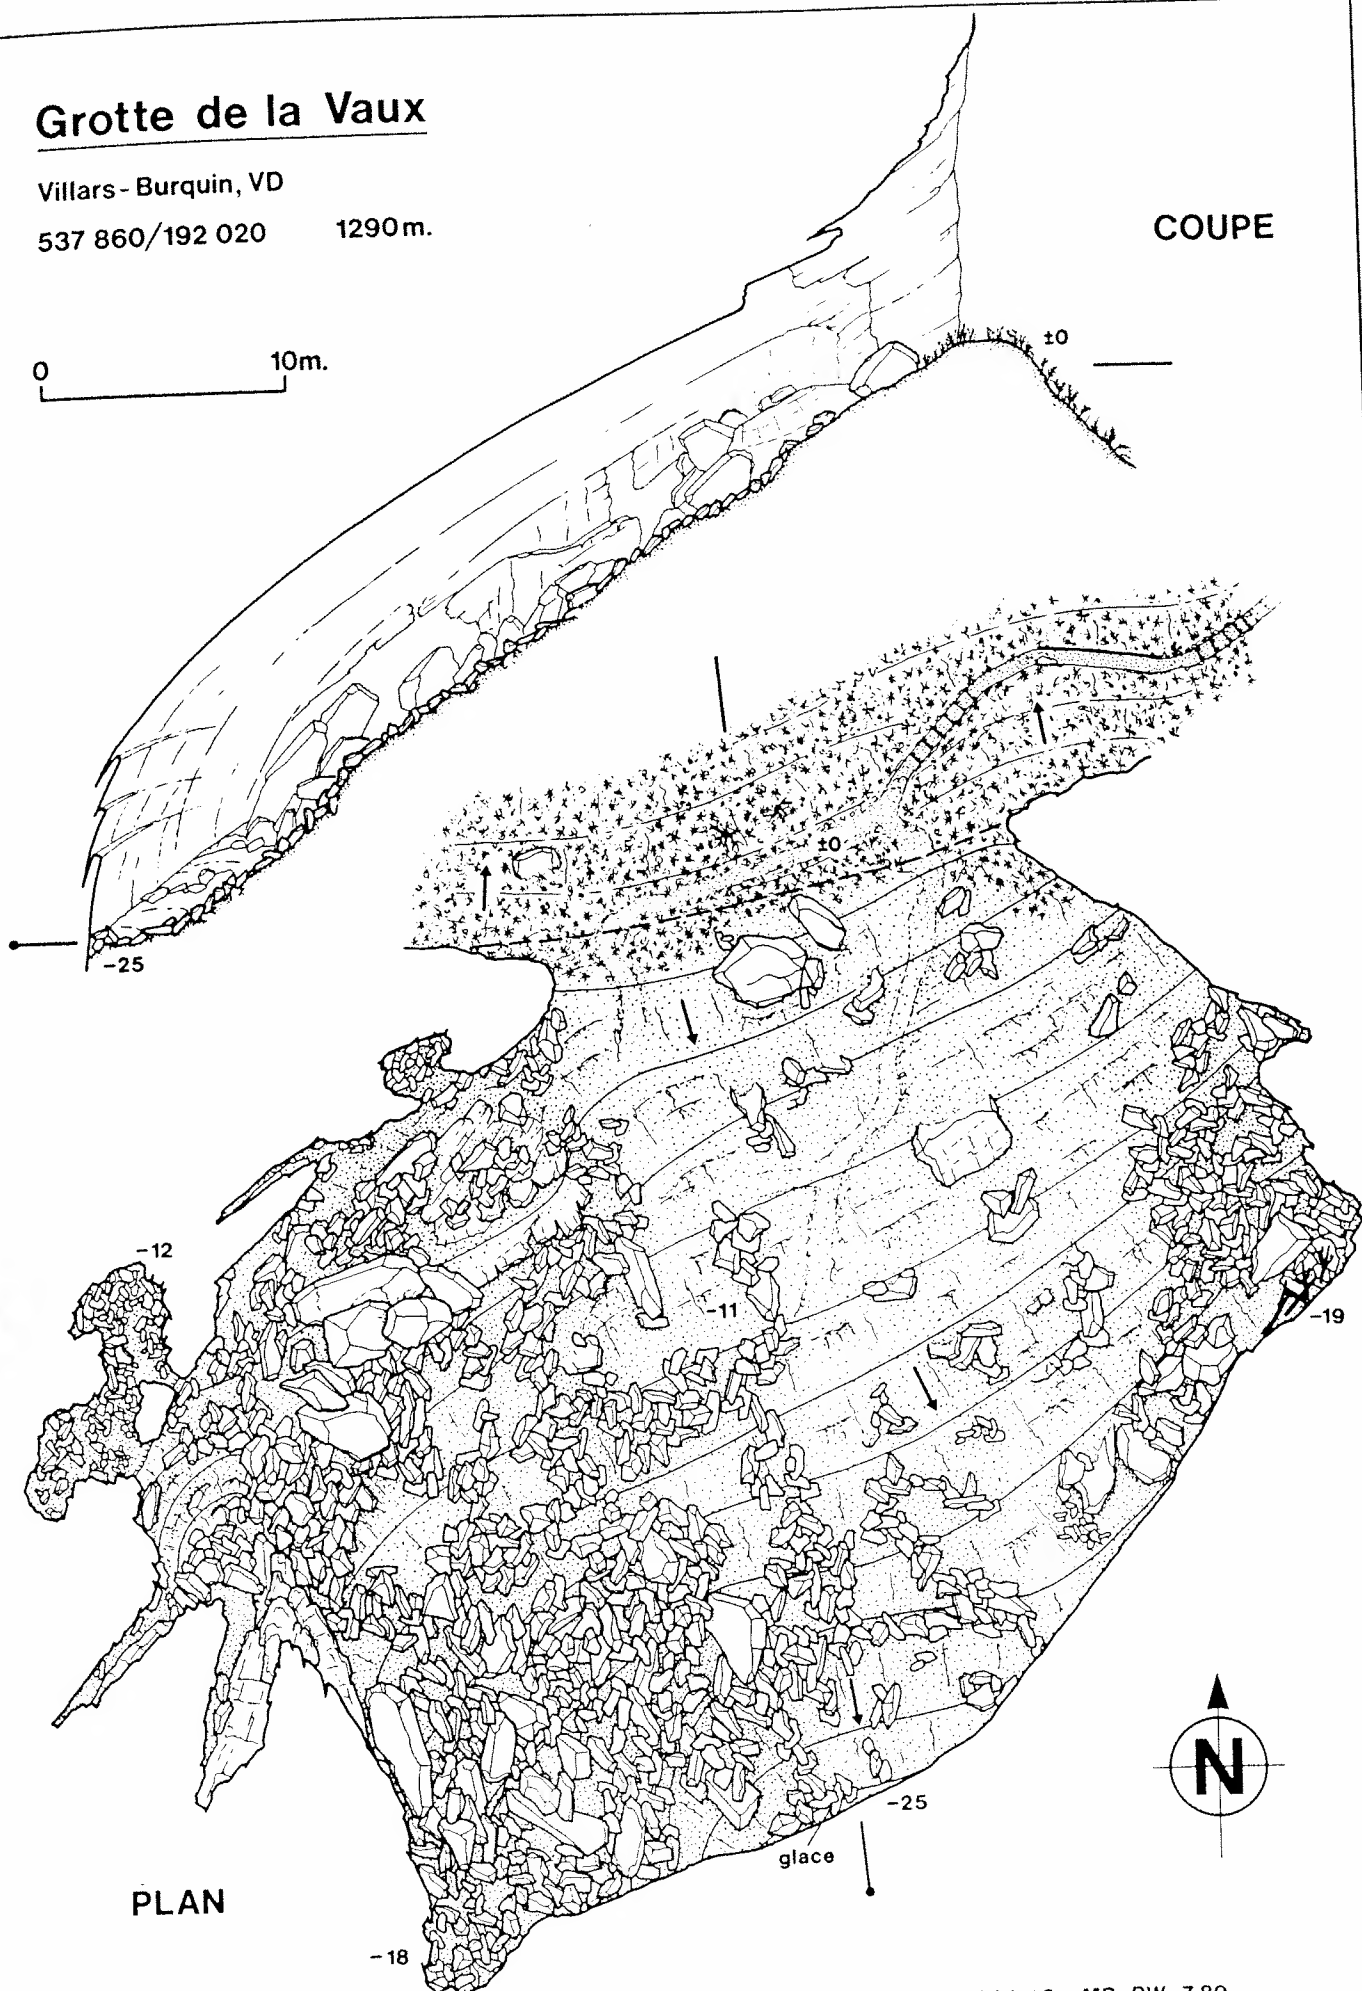 Grotte de la Vaux
Villars-Burquin, VD
537 860/192 020 1290m.
COUPE
0 10m.
±0
-25
±0
-12
-11
-19
N
-25
glace
PLAN
-18